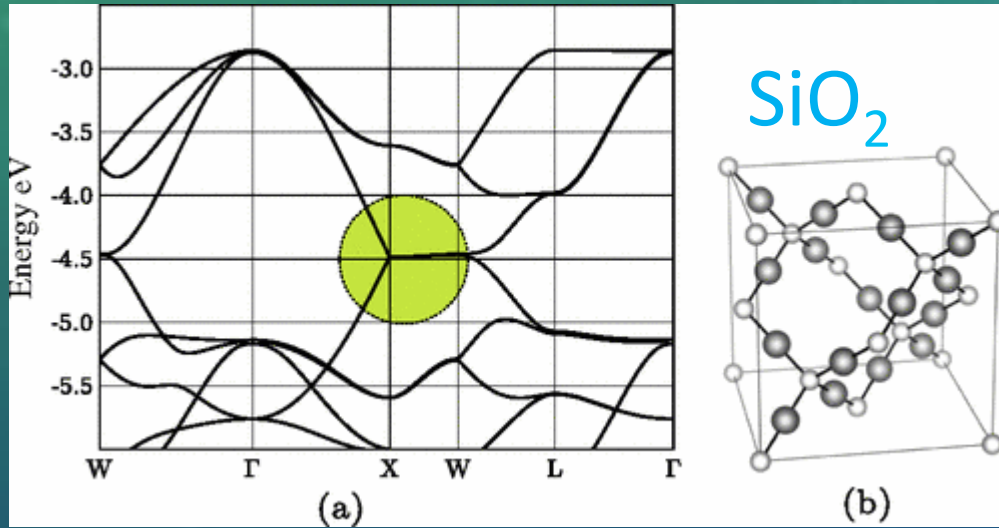 Energy eV
-3.0
-3.5
-4.0
-4.5
-5.0
-5.5
W Γ X W L Γ
(a)
SiO₂
(b)